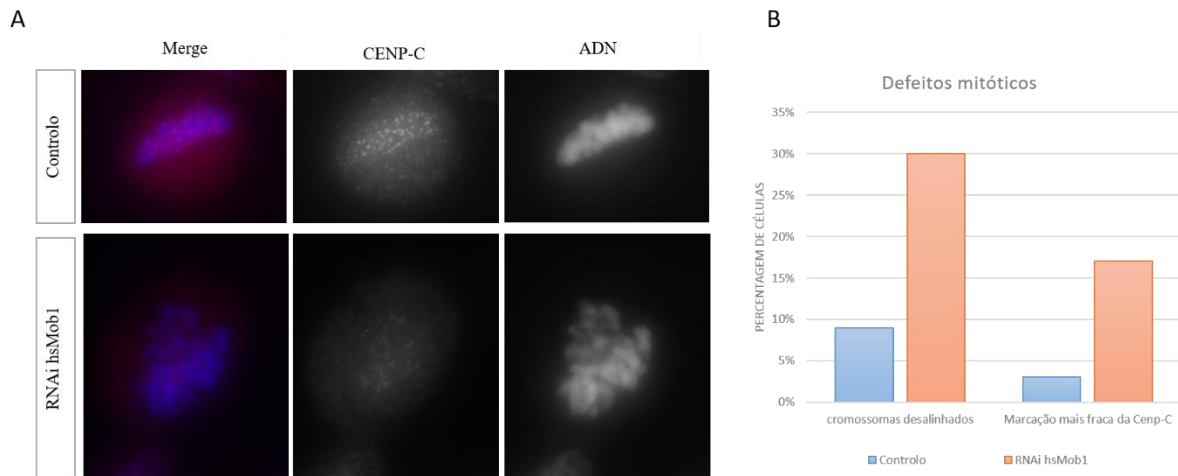 A
Merge
CENP-C
ADN
Controlo
RNAi hsMob1
B
Defeitos mitóticos
PERCENTAGEM DE CÉLULAS
35%
30%
25%
20%
15%
10%
5%
0%
cromossomas desalinhados
Marcação mais fraca da Cenp-C
Controlo
RNAi hsMob1